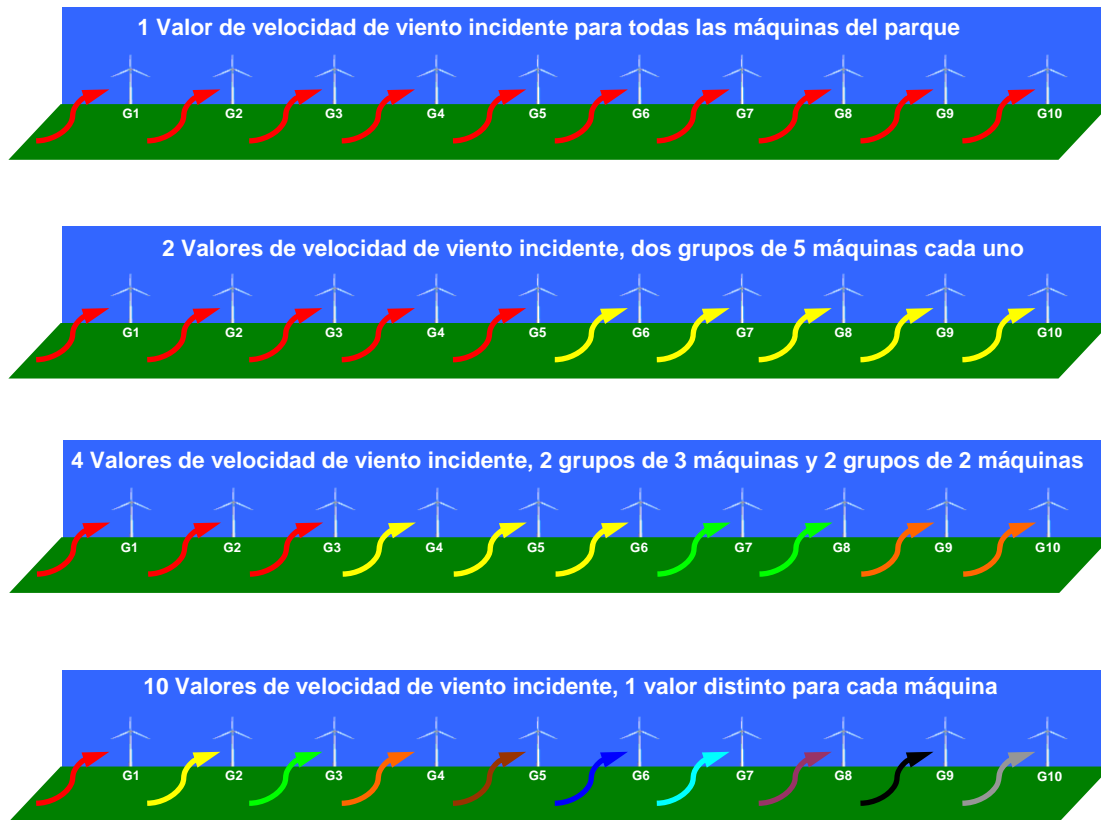 1 Valor de velocidad de viento incidente para todas las máquinas del parque
G1 G2 G3 G4 G5 G6 G7 G8 G9 G10
2 Valores de velocidad de viento incidente, dos grupos de 5 máquinas cada uno
G1 G2 G3 G4 G5 G6 G7 G8 G9 G10
4 Valores de velocidad de viento incidente, 2 grupos de 3 máquinas y 2 grupos de 2 máquinas
G1 G2 G3 G4 G5 G6 G7 G8 G9 G10
10 Valores de velocidad de viento incidente, 1 valor distinto para cada máquina
G1 G2 G3 G4 G5 G6 G7 G8 G9 G10